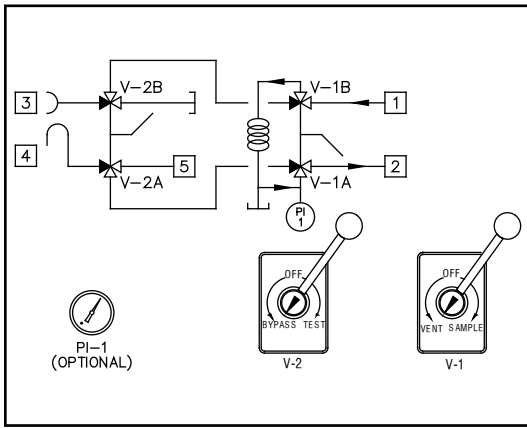 V-2B
V-1B
3
1
4
5
2
V-2A
V-1A
PI
1
OFF
OFF
BYPASS TEST
VENT SAMPLE
PI-1
(OPTIONAL)
V-2
V-1